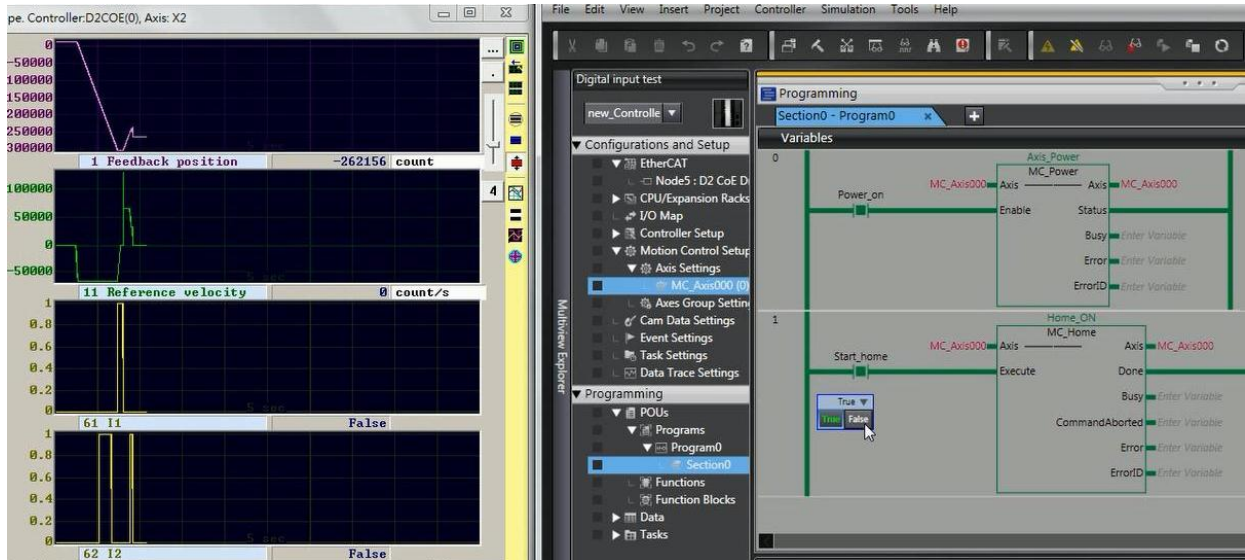 pe. Controller:D2COE(0), Axis: X2
0
-50000
100000
150000
200000
250000
300000
1 Feedback position -262156 count
100000
50000
0
-50000
5 sec
11 Reference velocity 0 count/s
1
0.8
0.6
0.4
0.2
0
5 sec
61 I1 False
1
0.8
0.6
0.4
0.2
0
5 sec
62 I2 False
...
.
4
File Edit View Insert Project Controller Simulation Tools Help
Multiview Explorer
Digital input test
new_Controlle
Configurations and Setup
EtherCAT
Node5 : D2 CoE D
CPU/Expansion Racks
I/O Map
Controller Setup
Motion Control Setup
Axis Settings
MC_Axis000 (0)
Axes Group Settin
Cam Data Settings
Event Settings
Task Settings
Data Trace Settings
Programming
POUs
Programs
Program0
Section0
Functions
Function Blocks
Data
Tasks
Programming
Section0 - Program0 x +
Variables
0
Axis_Power
MC_Power
MC_Axis000 Axis Axis MC_Axis000
Power_on
Enable Status
Busy Enter Variable
Error Enter Variable
ErrorID Enter Variable
1
Home_ON
MC_Home
MC_Axis000 Axis Axis MC_Axis000
Start_home
Execute Done
True
True False
Busy Enter Variable
CommandAborted Enter Variable
Error Enter Variable
ErrorID Enter Variable